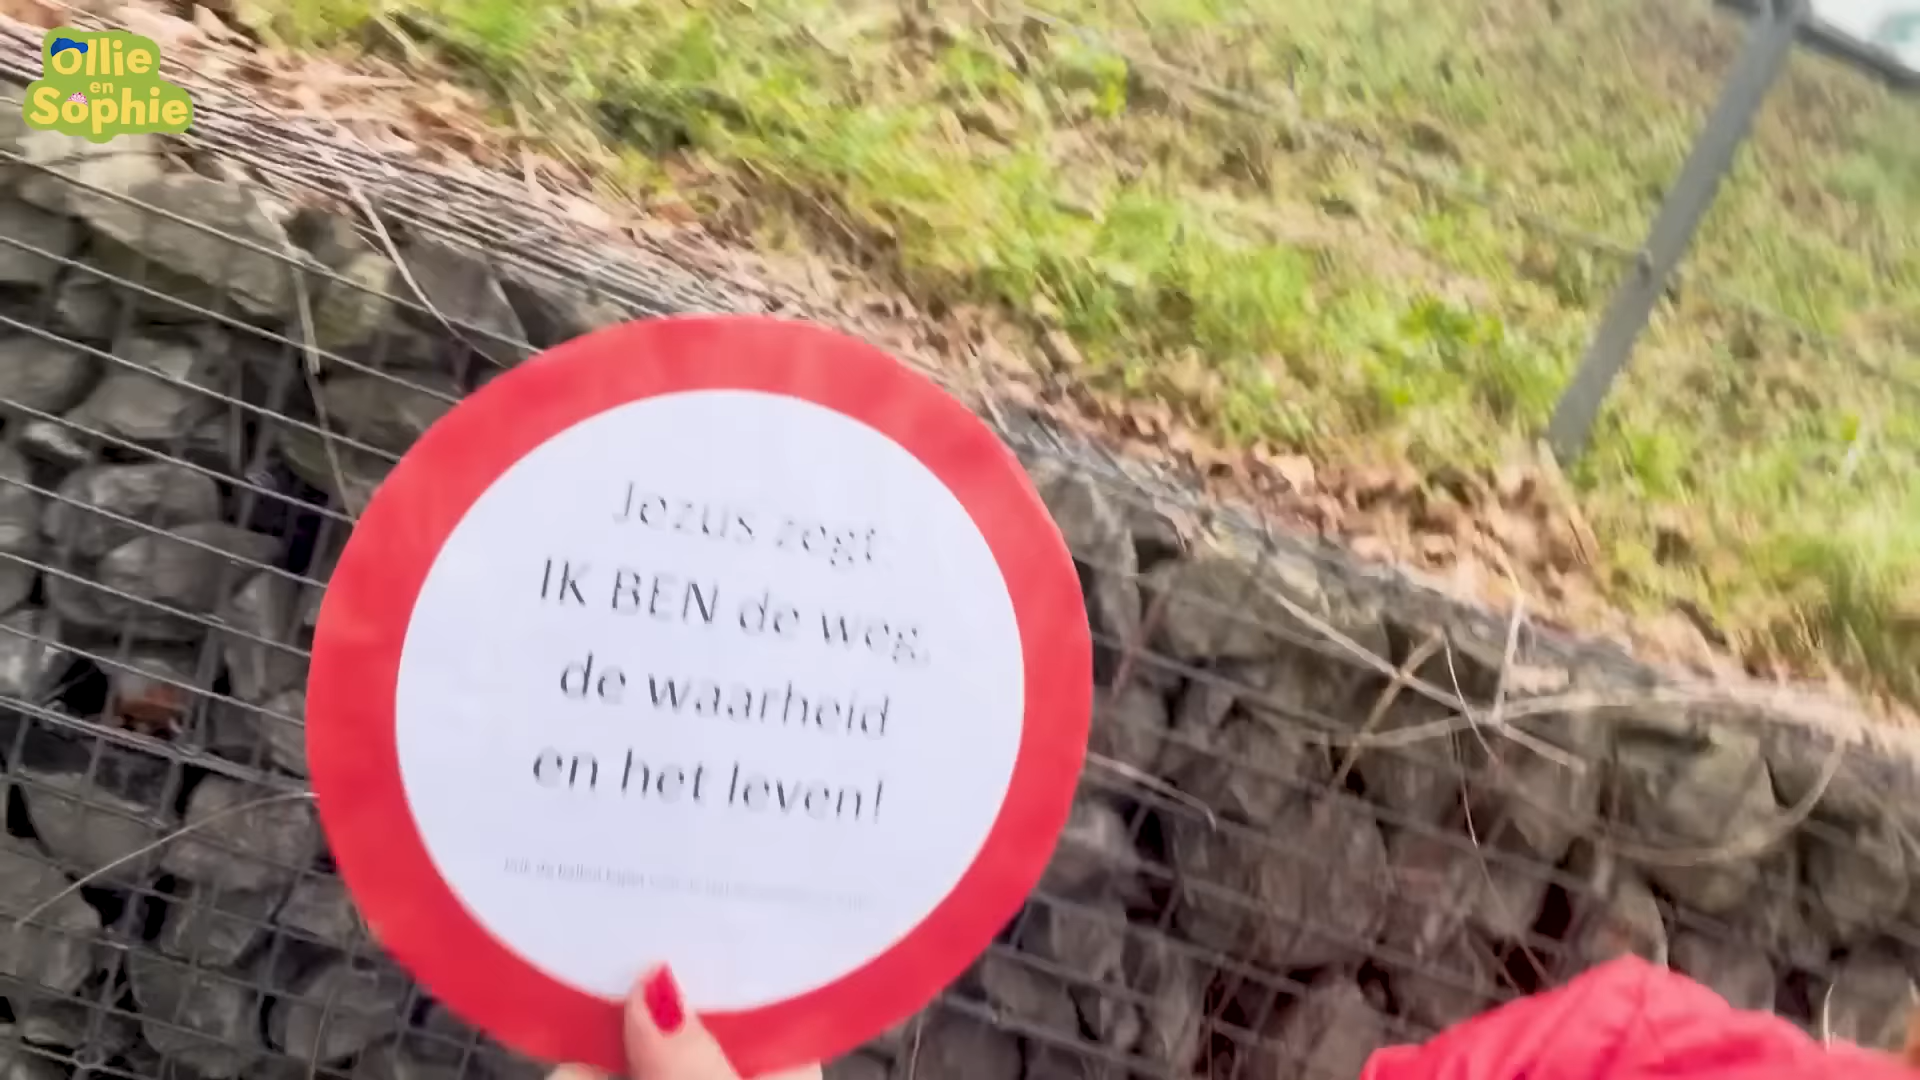 Ollie
en
Sophie
Jezus zegt:
IK BEN de weg,
de waarheid
en het leven!